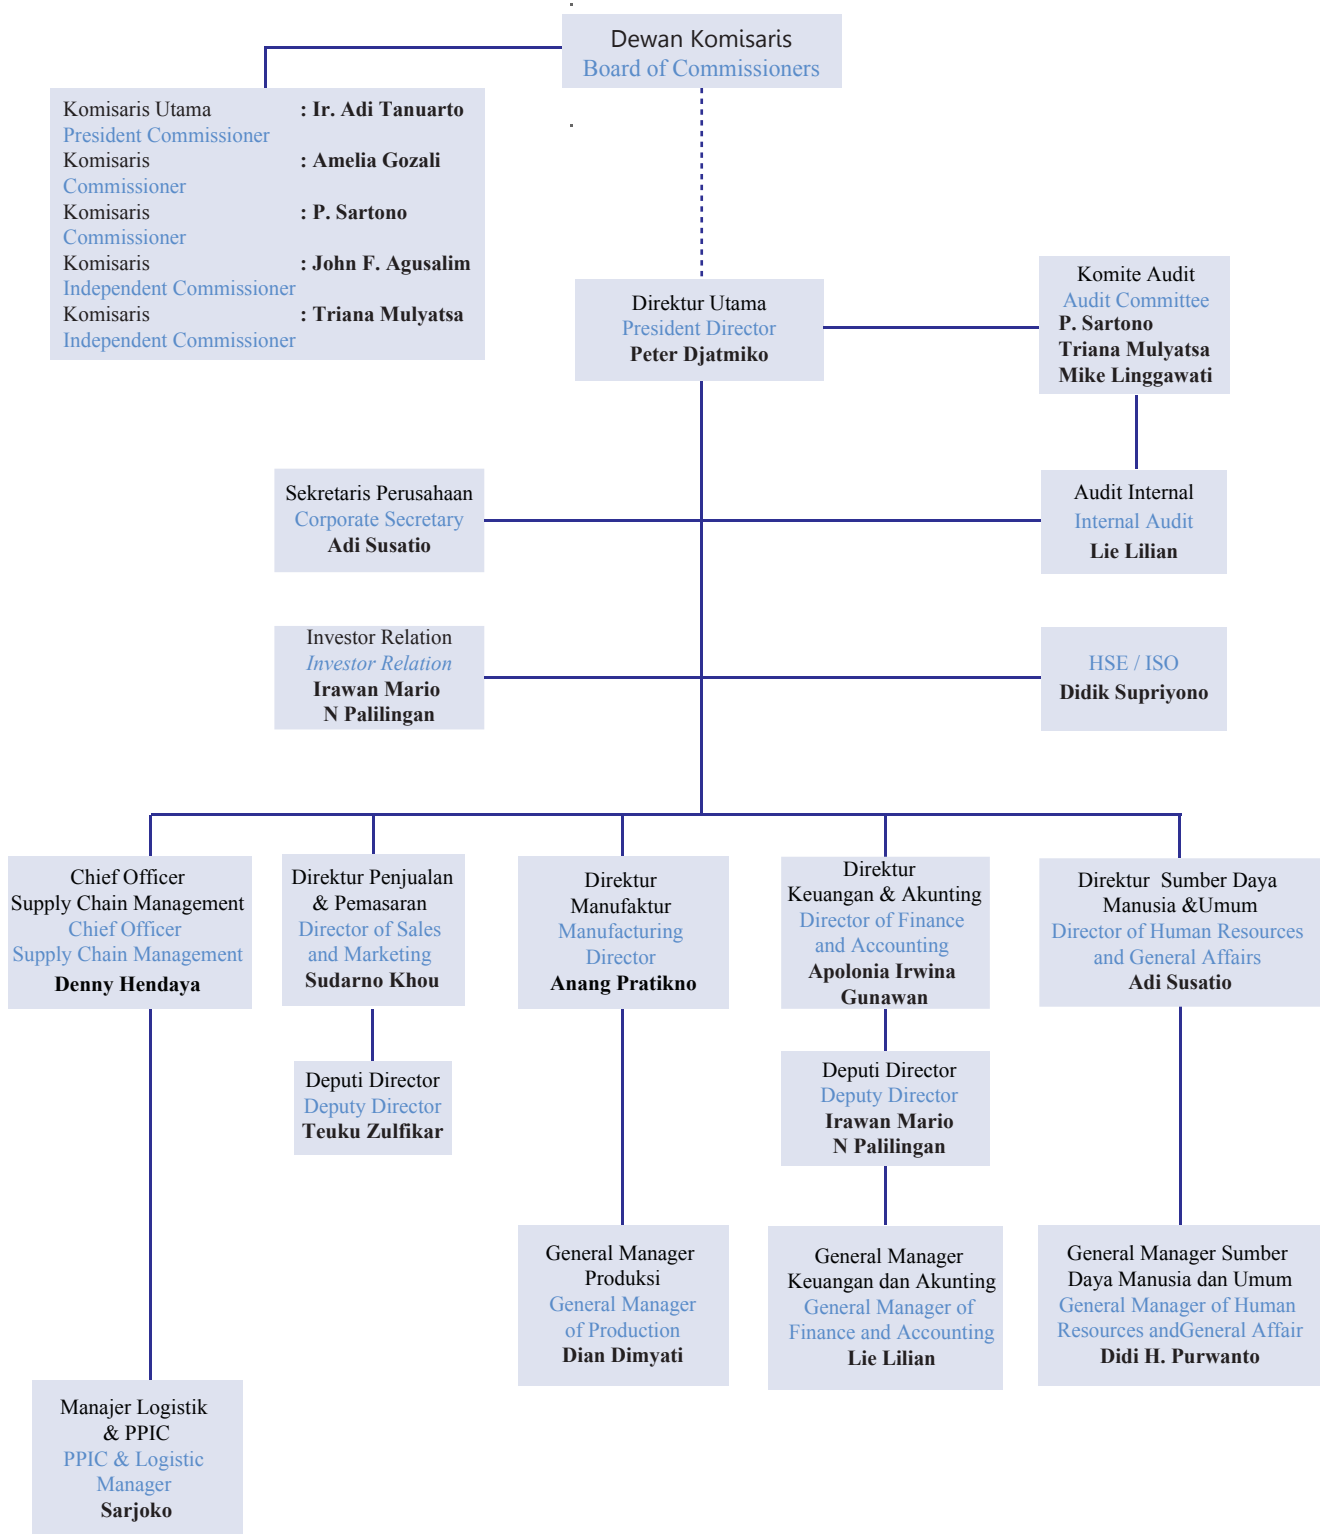 Dewan Komisaris
Board of Commissioners
Komisaris Utama : Ir. Adi Tanuarto
President Commissioner
Komisaris : Amelia Gozali
Commissioner
Komisaris : P. Sartono
Commissioner
Komisaris : John F. Agusalim
Independent Commissioner
Komisaris : Triana Mulyatsa
Independent Commissioner
Direktur Utama
President Director
Peter Djatmiko
Komite Audit
Audit Committee
P. Sartono
Triana Mulyatsa
Mike Linggawati
Sekretaris Perusahaan
Corporate Secretary
Adi Susatio
Audit Internal
Internal Audit
Lie Lilian
Investor Relation
Investor Relation
Irawan Mario
N Palilingan
HSE / ISO
Didik Supriyono
Chief Officer
Supply Chain Management
Chief Officer
Supply Chain Management
Denny Hendaya
Direktur Penjualan
& Pemasaran
Director of Sales
and Marketing
Sudarno Khou
Direktur
Manufaktur
Manufacturing
Director
Anang Pratikno
Direktur
Keuangan & Akunting
Director of Finance
and Accounting
Apolonia Irwina
Gunawan
Direktur Sumber Daya
Manusia &Umum
Director of Human Resources
and General Affairs
Adi Susatio
Deputi Director
Deputy Director
Teuku Zulfikar
Deputi Director
Deputy Director
Irawan Mario
N Palilingan
General Manager
Produksi
General Manager
of Production
Dian Dimyati
General Manager
Keuangan dan Akunting
General Manager of
Finance and Accounting
Lie Lilian
General Manager Sumber
Daya Manusia dan Umum
General Manager of Human
Resources andGeneral Affair
Didi H. Purwanto
Manajer Logistik
& PPIC
PPIC & Logistic
Manager
Sarjoko